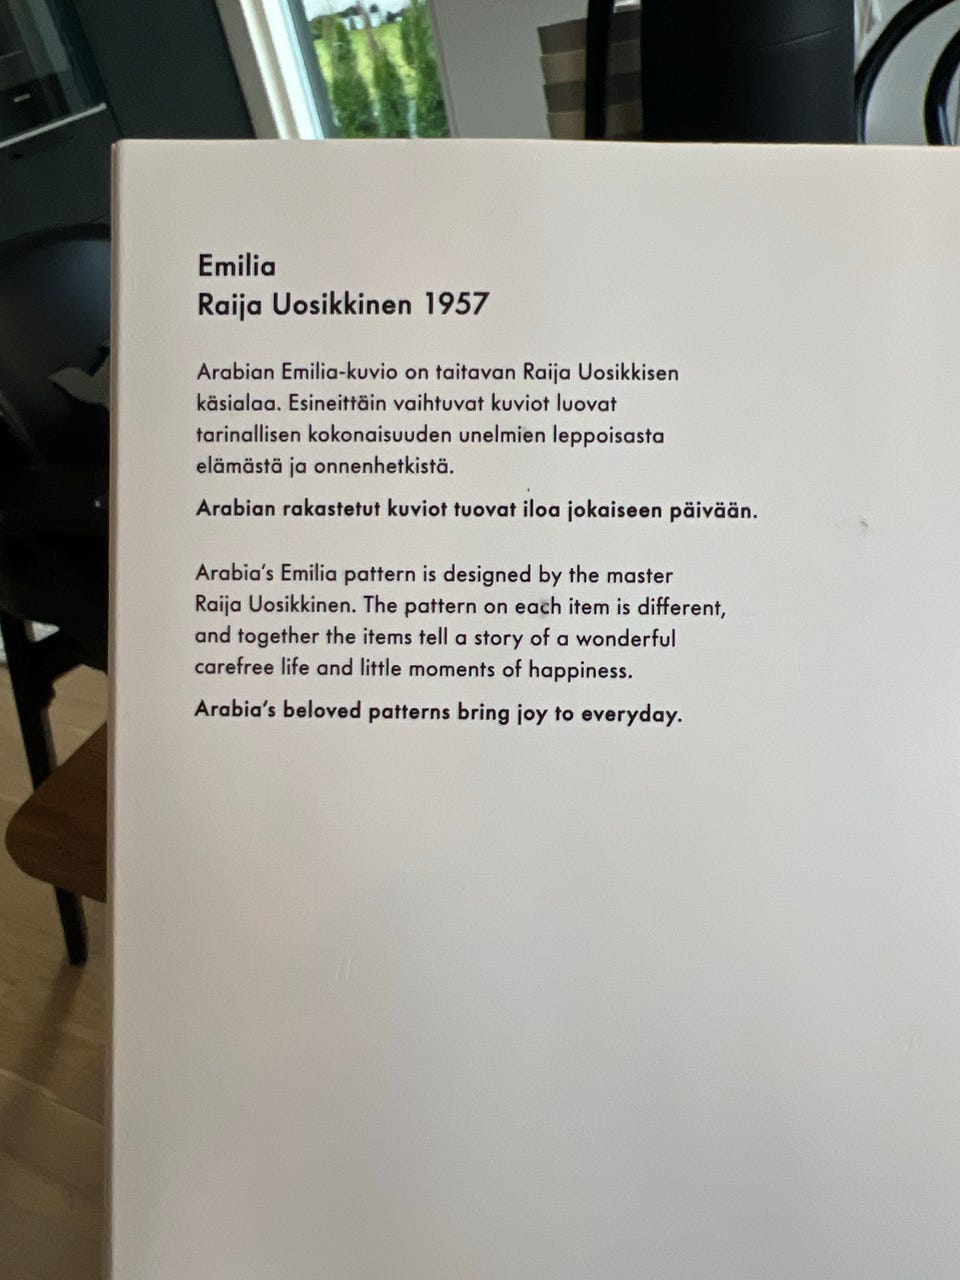 Emilia
Raija Uosikkinen 1957
Arabian Emilia-kuvio on taitavan Raija Uosikkisen
käsialaa. Esineittäin vaihtuvat kuviot luovat
tarinallisen kokonaisuuden unelmien leppoisasta
elämästä ja onnenhetkistä.
Arabian rakastetut kuviot tuovat iloa jokaiseen päivään.
Arabia's Emilia pattern is designed by the master
Raija Uosikkinen. The pattern on each item is different,
and together the items tell a story of a wonderful
carefree life and little moments of happiness.
Arabia's beloved patterns bring joy to everyday.